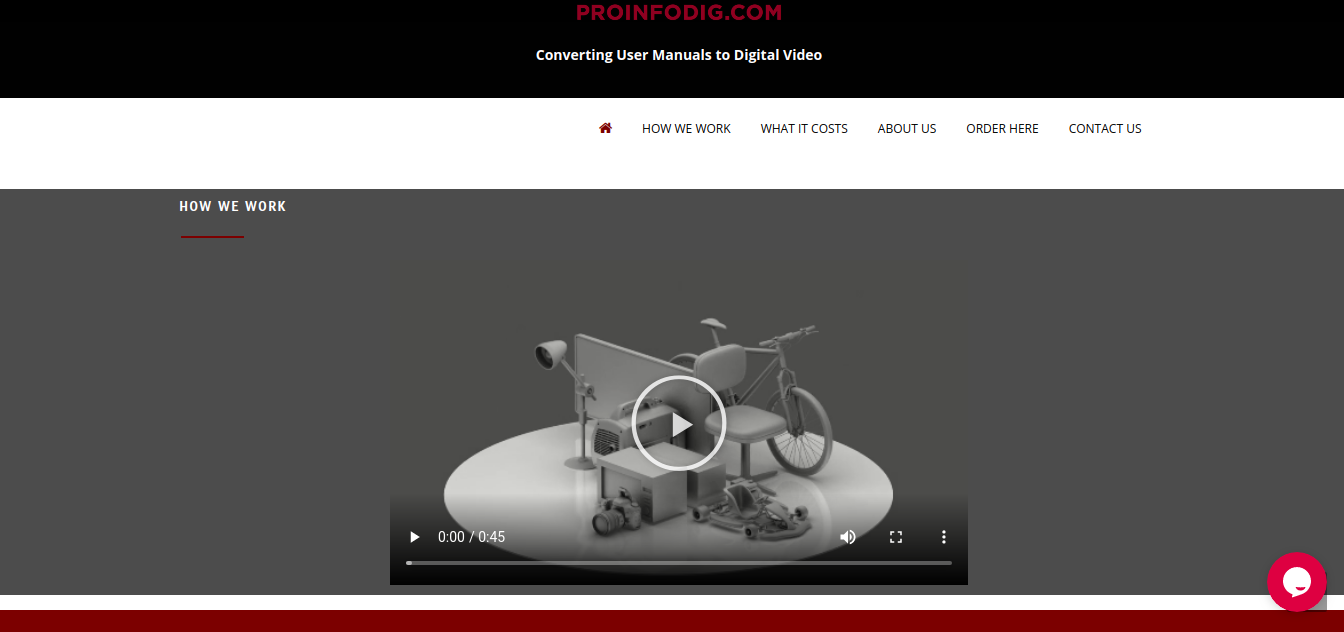 PROINFODIG.COM
Converting User Manuals to Digital Video
HOW WE WORK WHAT IT COSTS ABOUT US ORDER HERE CONTACT US
HOW WE WORK
0:00 / 0:45